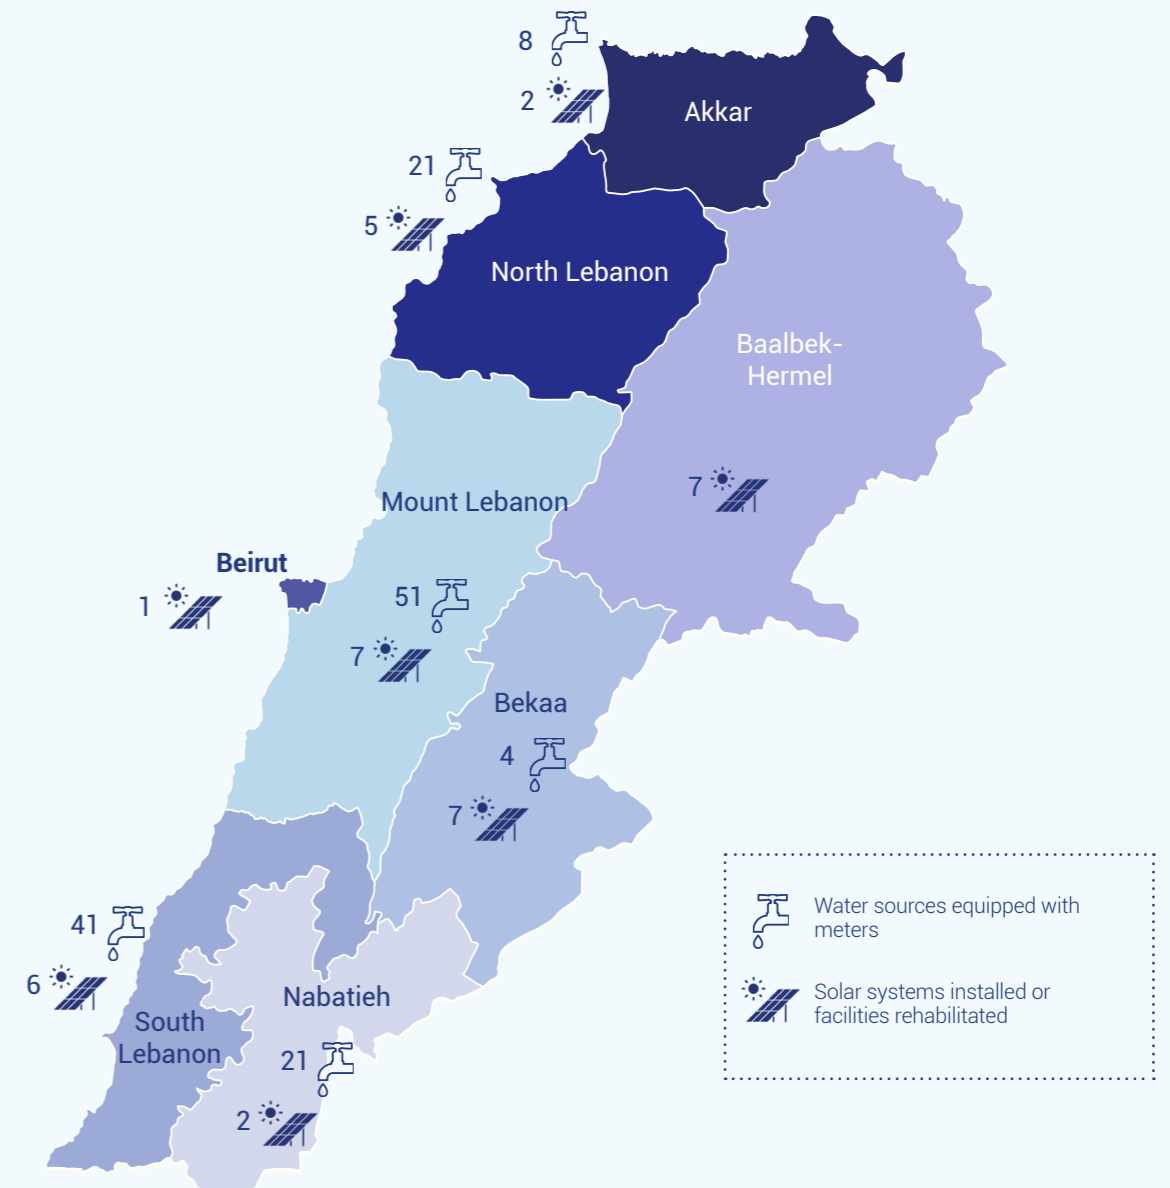 8
2
Akkar
21
5
North Lebanon
Baalbek-
Hermel
7
Mount Lebanon
Beirut
1
51
7
Bekaa
4
7
41
6
South
Lebanon
Nabatieh
21
2
Water sources equipped with
meters
Solar systems installed or
facilities rehabilitated